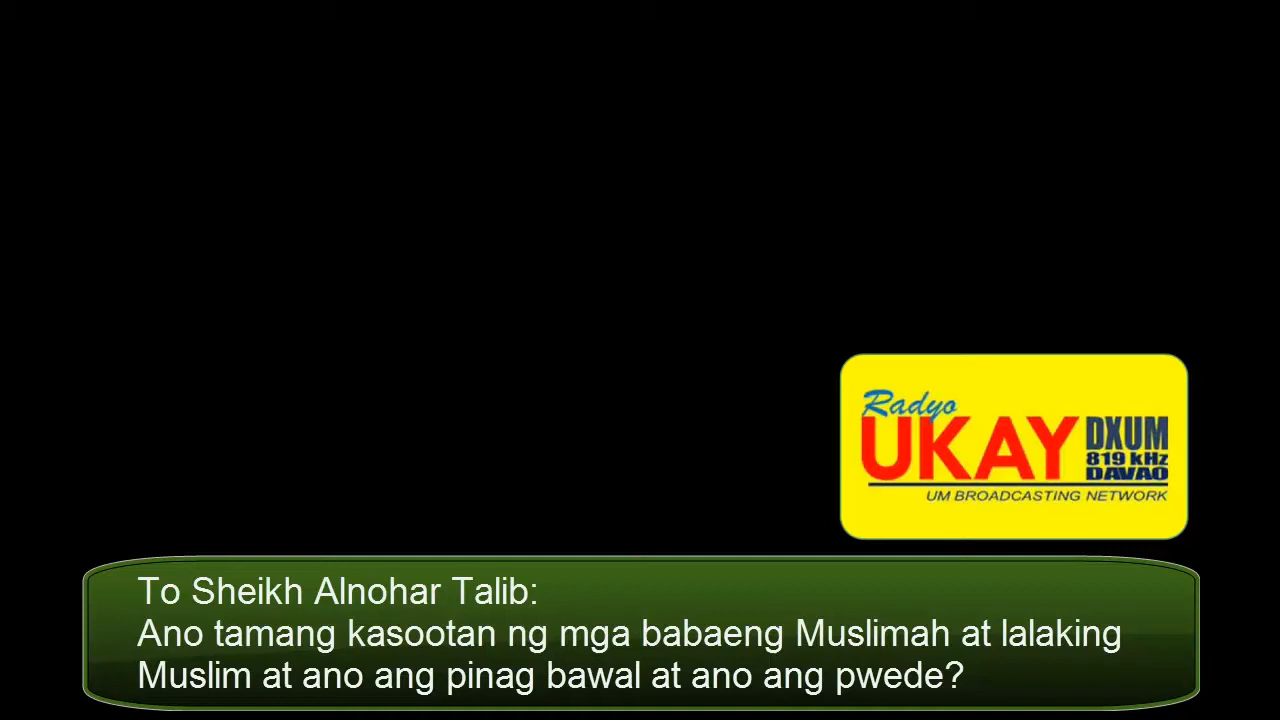 Radyo
UKAY
DXUM
819 kHz
DAVAO
UM BROADCASTING NETWORK
To Sheikh Alnohar Talib:
Ano tamang kasootan ng mga babaeng Muslimah at lalaking
Muslim at ano ang pinag bawal at ano ang pwede?